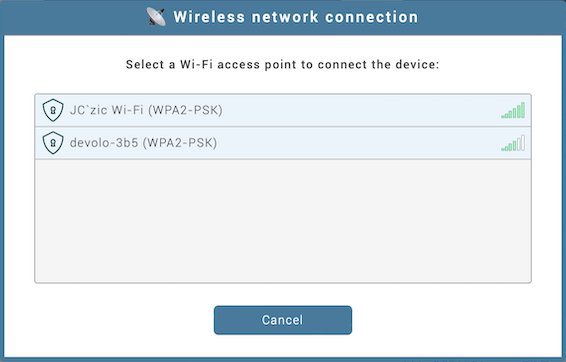 Wireless network connection
Select a Wi-Fi access point to connect the device:
JC`zic Wi-Fi (WPA2-PSK)
devolo-3b5 (WPA2-PSK)
Cancel